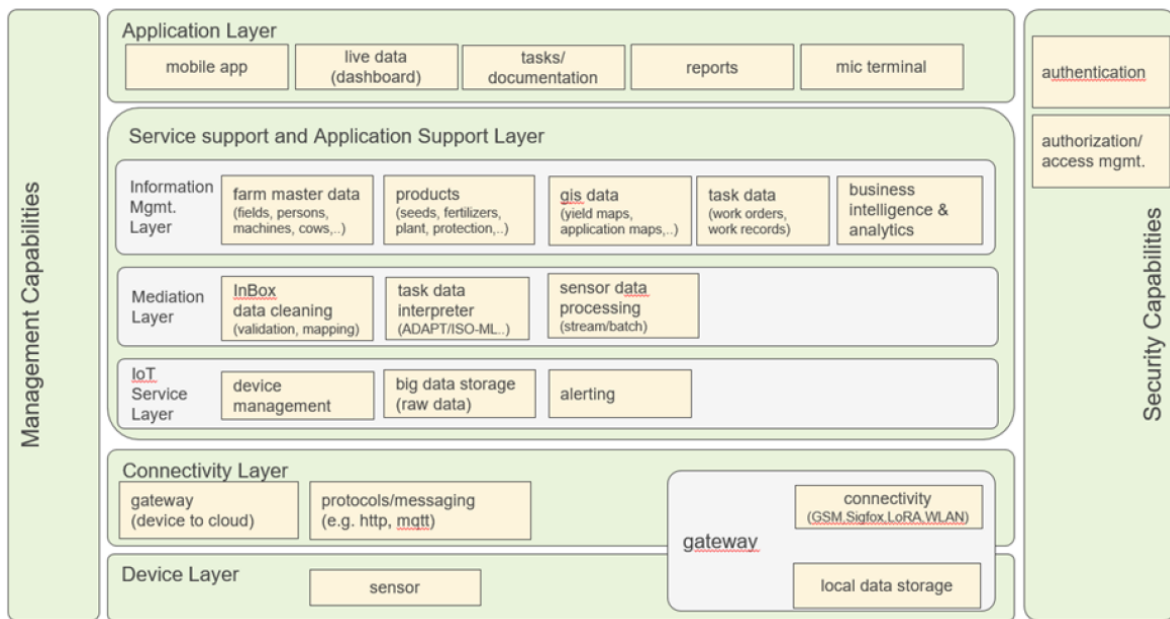 Management Capabilities
Application Layer
mobile app
live data
(dashboard)
tasks/
documentation
reports
mic terminal
Service support and Application Support Layer
Information
Mgmt.
Layer
farm master data
(fields, persons,
machines, cows,..)
products
(seeds, fertilizers,
plant, protection,..)
gis data
(yield maps,
application maps,..)
task data
(work orders,
work records)
business
intelligence &
analytics
Mediation
Layer
InBox
data cleaning
(validation, mapping)
task data
interpreter
(ADAPT/ISO-ML..)
sensor data
processing
(stream/batch)
IoT
Service
Layer
device
management
big data storage
(raw data)
alerting
Connectivity Layer
gateway
(device to cloud)
protocols/messaging
(e.g. http, mqtt)
gateway
connectivity
(GSM,Sigfox,LoRA,WLAN)
local data storage
Device Layer
sensor
authentication
authorization/
access mgmt.
Security Capabilities